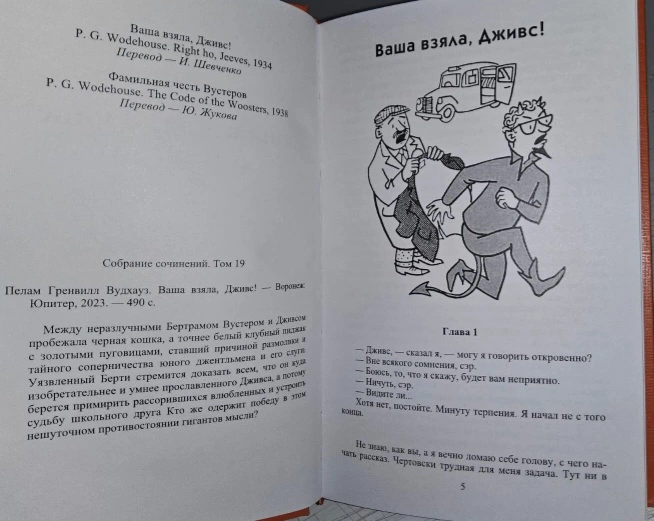 Ваша взяла, Дживс!
P. G. Wodehouse. Right ho, Jeeves, 1934
Перевод — И. Шевченко
Фамильная честь Вустеров
P. G. Wodehouse. The Code of the Woosters, 1938
Перевод — Ю. Жукова
Собрание сочинений. Том 19
Пелам Гренвилл Вудхауз. Ваша взяла, Дживс! — Воронеж:
Юпитер, 2023. — 490 с.
Между неразлучными Бертрамом Вустером и Дживсом
пробежала черная кошка, а точнее белый клубный пиджак
с золотыми пуговицами, ставший причиной размолвки и
тайного соперничества юного джентльмена и его слуги
Уязвленный Берти стремится доказать всем, что он куда
изобретательнее и умнее прославленного Дживса, а потому
берется примирить рассорившихся влюбленных и устроить
судьбу школьного друга Кто же одержит победу в этом
нешуточном противостоянии гигантов мысли?
Ваша взяла, Дживс!
Глава 1
— Дживс, — сказал я, — могу я говорить откровенно?
— Вне всякого сомнения, сэр.
— Боюсь, то, что я скажу, будет вам неприятно.
— Ничуть, сэр.
— Видите ли...
Хотя нет, постойте. Минуту терпения. Я начал не с того
конца.
Не знаю, как вы, а я вечно ломаю себе голову, с чего на-
чать рассказ. Чертовски трудная для меня задача. Тут ни в
5